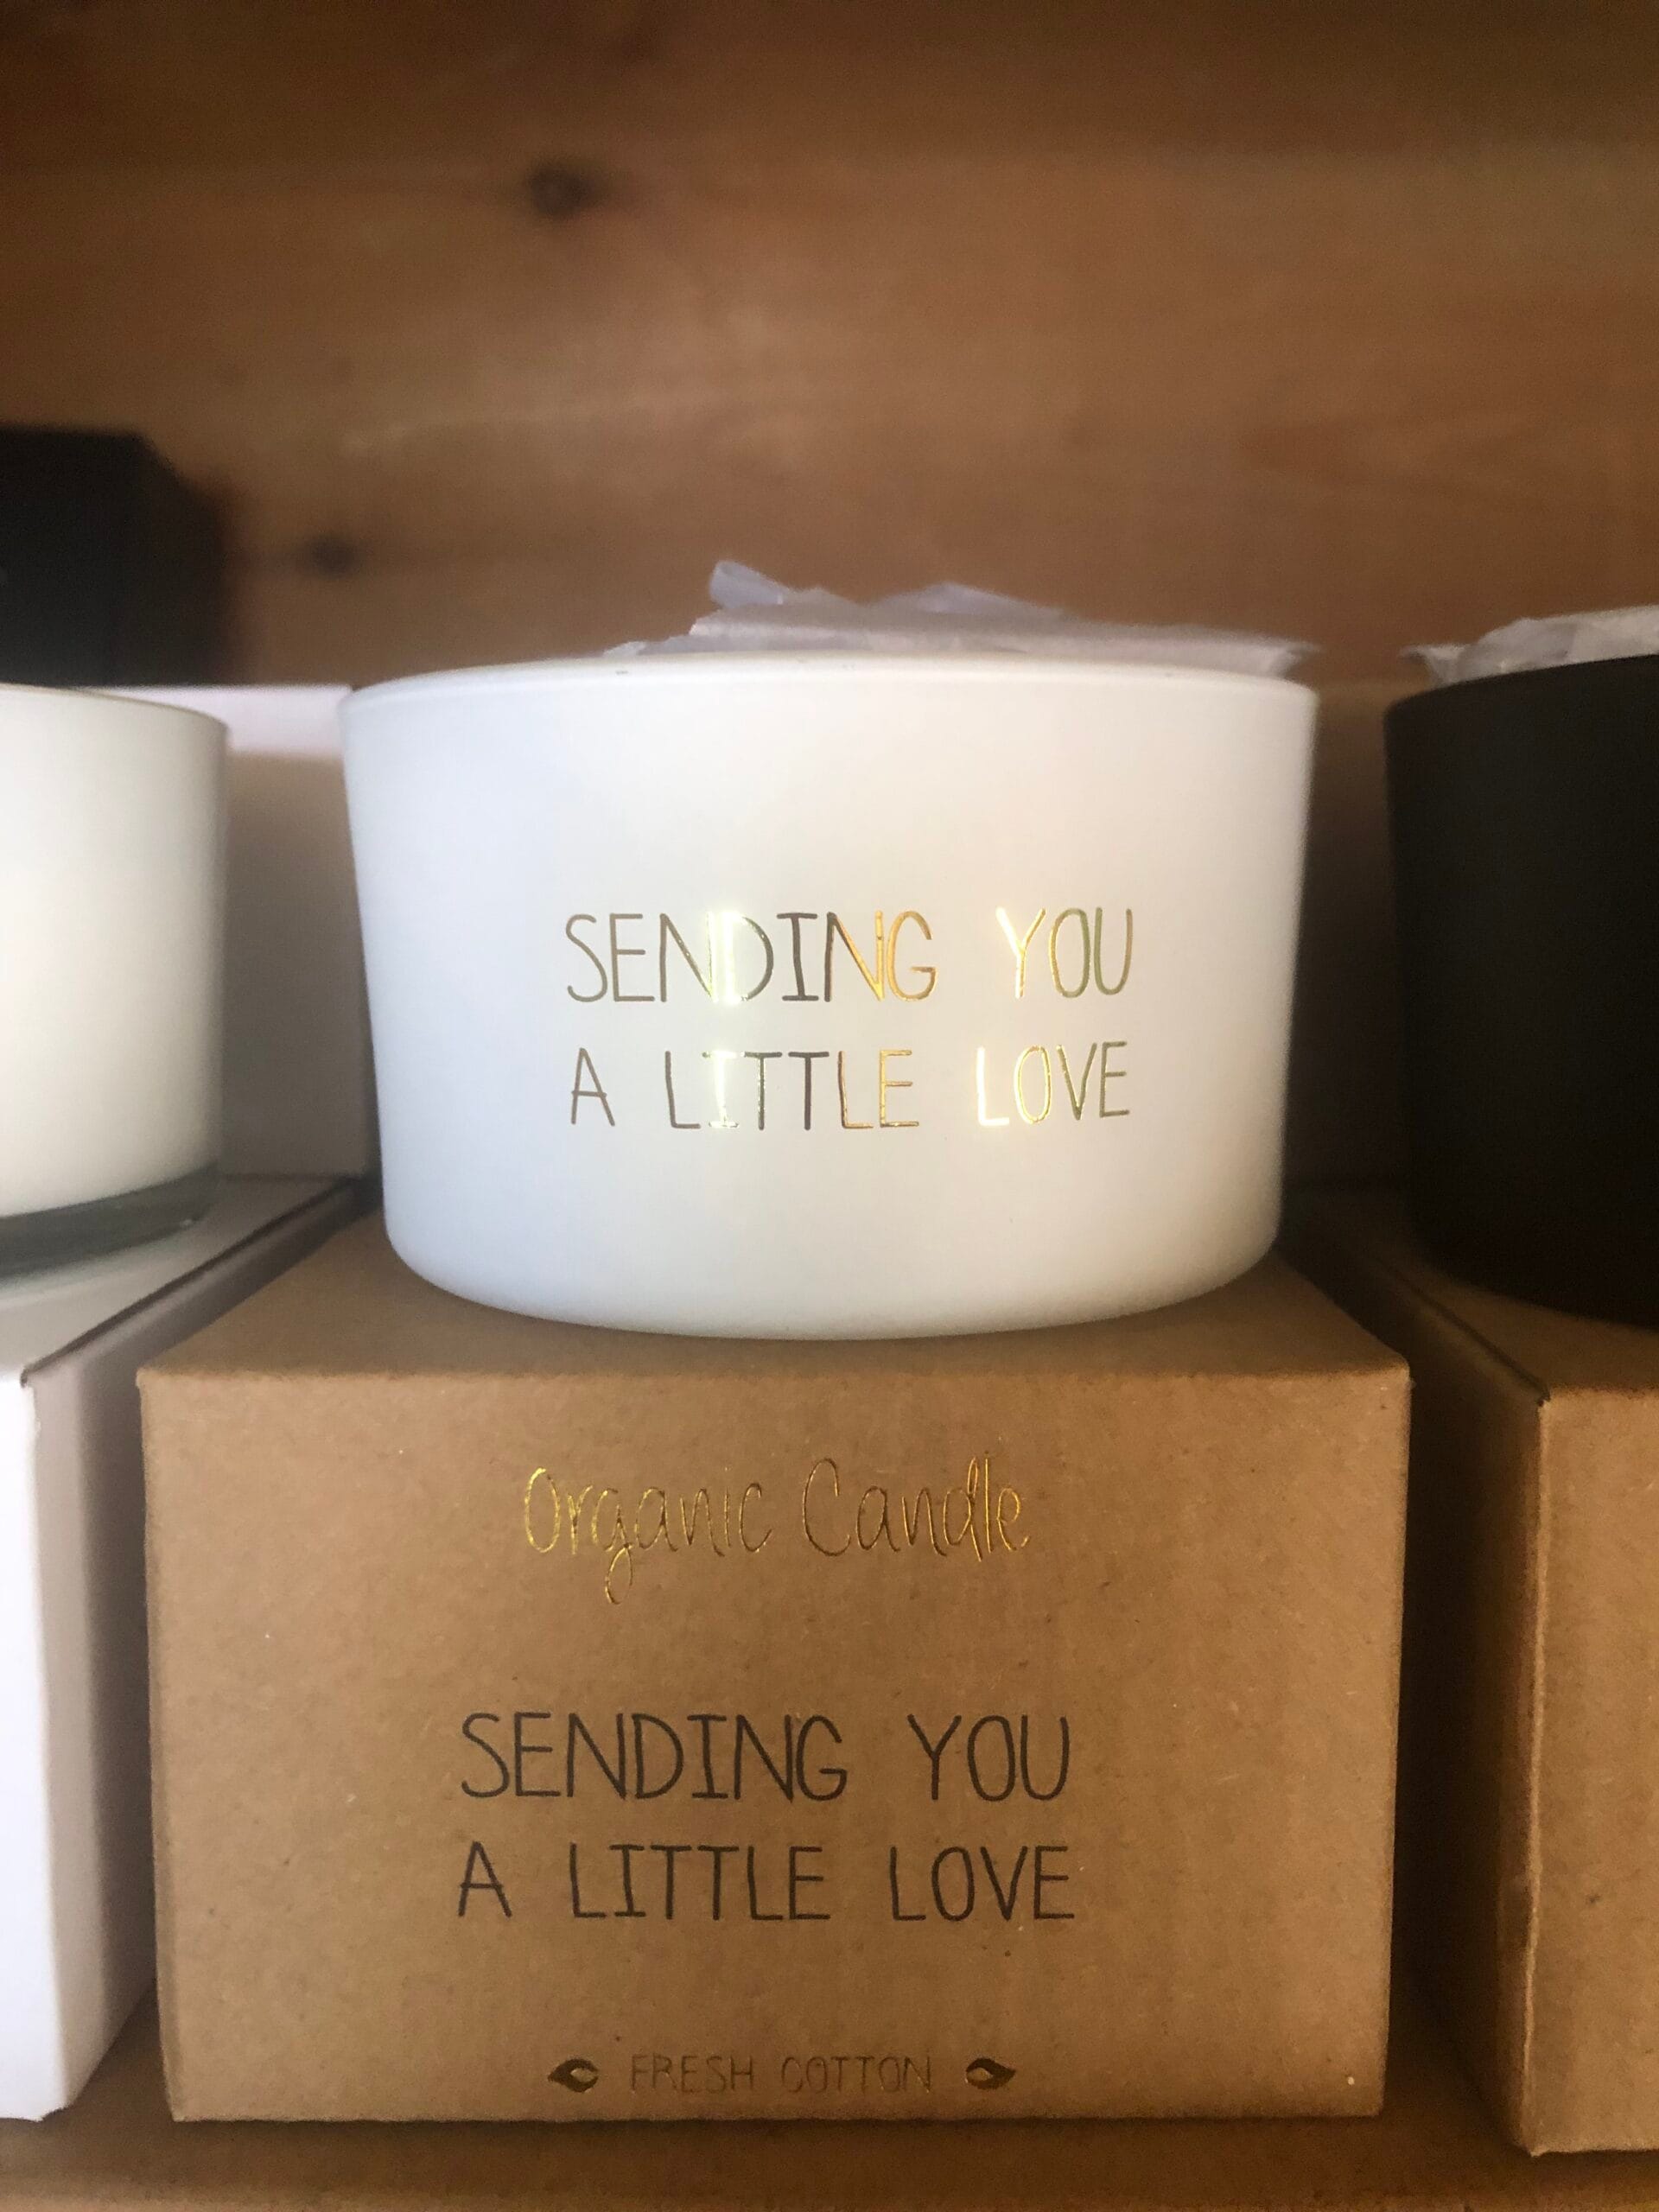 SENDING YOU
A LITTLE LOVE
Organic Candle
SENDING YOU
A LITTLE LOVE
FRESH COTTON